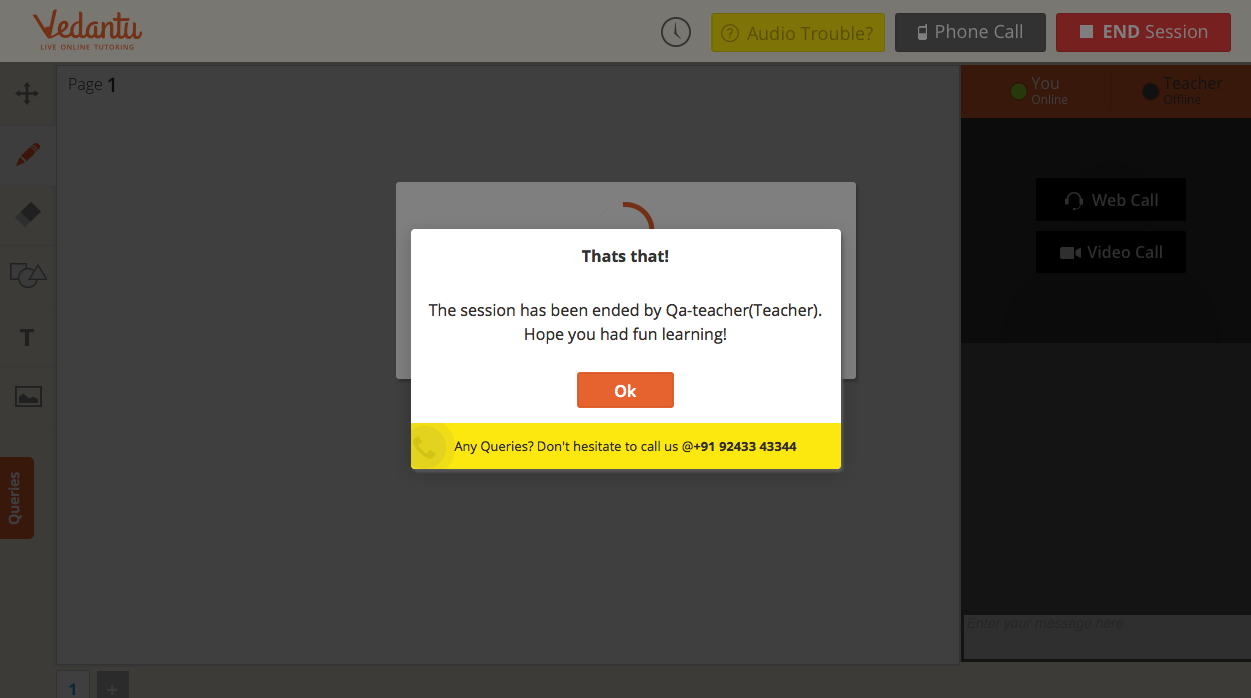 Vedantu
LIVE ONLINE TUTORING
? Audio Trouble?
Phone Call
END Session
Page 1
You
Online
Teacher
Offline
Web Call
Video Call
Thats that!
The session has been ended by Qa-teacher(Teacher).
Hope you had fun learning!
Ok
Any Queries? Don't hesitate to call us @+91 92433 43344
T
Queries
Enter your message here
1 +